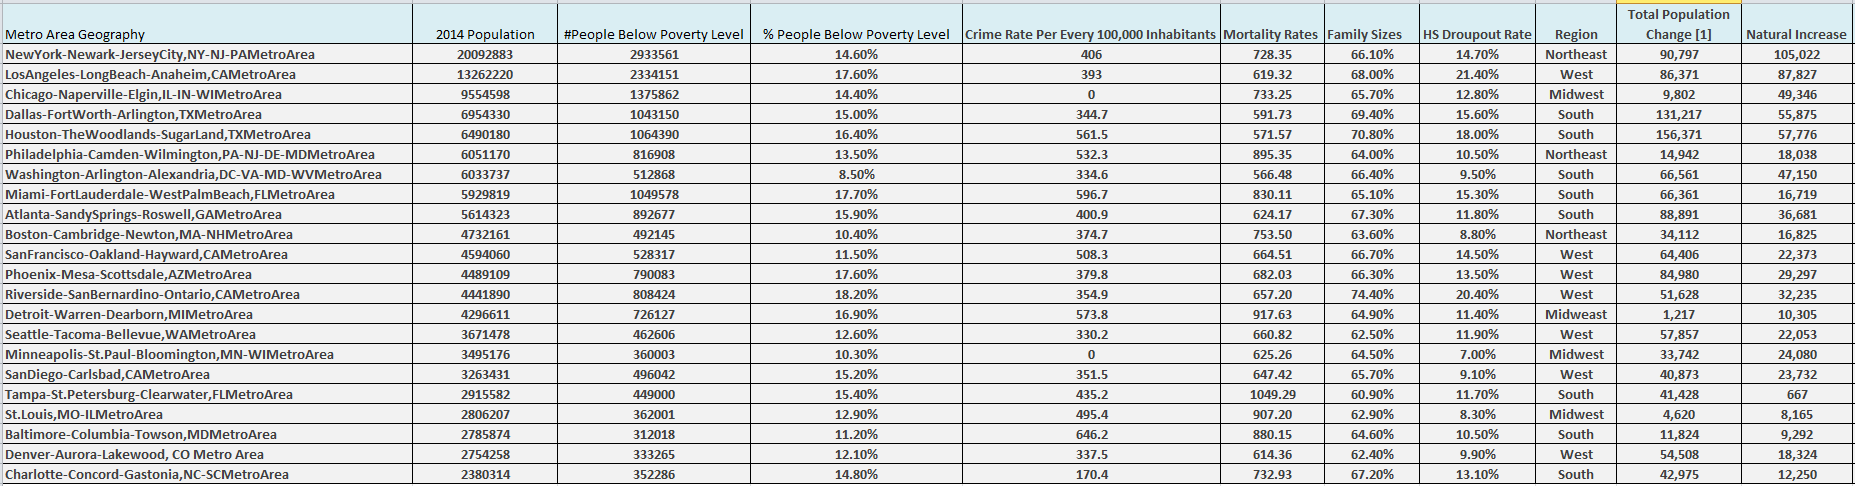 Metro Area Geography 2014 Population #People Below Poverty Level % People Below Poverty Level Crime Rate Per Every 100,000 Inhabitants Mortality Rates Family Sizes HS Droupout Rate Region Total Population Change [1] Natural Increase
NewYork-Newark-JerseyCity,NY-NJ-PAMetroArea 20092883 2933561 14.60% 406 728.35 66.10% 14.70% Northeast 90,797 105,022
LosAngeles-LongBeach-Anaheim,CAMetroArea 13262220 2334151 17.60% 393 619.32 68.00% 21.40% West 86,371 87,827
Chicago-Naperville-Elgin,IL-IN-WIMetroArea 9554598 1375862 14.40% 0 733.25 65.70% 12.80% Midwest 9,802 49,346
Dallas-FortWorth-Arlington,TXMetroArea 6954330 1043150 15.00% 344.7 591.73 69.40% 15.60% South 131,217 55,875
Houston-TheWoodlands-SugarLand,TXMetroArea 6490180 1064390 16.40% 561.5 571.57 70.80% 18.00% South 156,371 57,776
Philadelphia-Camden-Wilmington,PA-NJ-DE-MDMetroArea 6051170 816908 13.50% 532.3 895.35 64.00% 10.50% Northeast 14,942 18,038
Washington-Arlington-Alexandria,DC-VA-MD-WVMetroArea 6033737 512868 8.50% 334.6 566.48 66.40% 9.50% South 66,561 47,150
Miami-FortLauderdale-WestPalmBeach,FLMetroArea 5929819 1049578 17.70% 596.7 830.11 65.10% 15.30% South 66,361 16,719
Atlanta-SandySprings-Roswell,GAMetroArea 5614323 892677 15.90% 400.9 624.17 67.30% 11.80% South 88,891 36,681
Boston-Cambridge-Newton,MA-NHMetroArea 4732161 492145 10.40% 374.7 753.50 63.60% 8.80% Northeast 34,112 16,825
SanFrancisco-Oakland-Hayward,CAMetroArea 4594060 528317 11.50% 508.3 664.51 66.70% 14.50% West 64,406 22,373
Phoenix-Mesa-Scottsdale,AZMetroArea 4489109 790083 17.60% 379.8 682.03 66.30% 13.50% West 84,980 29,297
Riverside-SanBernardino-Ontario,CAMetroArea 4441890 808424 18.20% 354.9 657.20 74.40% 20.40% West 51,628 32,235
Detroit-Warren-Dearborn,MIMetroArea 4296611 726127 16.90% 573.8 917.63 64.90% 11.40% Midweast 1,217 10,305
Seattle-Tacoma-Bellevue,WAMetroArea 3671478 462606 12.60% 330.2 660.82 62.50% 11.90% West 57,857 22,053
Minneapolis-St.Paul-Bloomington,MN-WIMetroArea 3495176 360003 10.30% 0 625.26 64.50% 7.00% Midwest 33,742 24,080
SanDiego-Carlsbad,CAMetroArea 3263431 496042 15.20% 351.5 647.42 65.70% 9.10% West 40,873 23,732
Tampa-St.Petersburg-Clearwater,FLMetroArea 2915582 449000 15.40% 435.2 1049.29 60.90% 11.70% South 41,428 667
St.Louis,MO-ILMetroArea 2806207 362001 12.90% 495.4 907.20 62.90% 8.30% Midwest 4,620 8,165
Baltimore-Columbia-Towson,MDMetroArea 2785874 312018 11.20% 646.2 880.15 64.60% 10.50% South 11,824 9,292
Denver-Aurora-Lakewood, CO Metro Area 2754258 333265 12.10% 337.5 614.36 62.40% 9.90% West 54,508 18,324
Charlotte-Concord-Gastonia,NC-SCMetroArea 2380314 352286 14.80% 170.4 732.93 67.20% 13.10% South 42,975 12,250